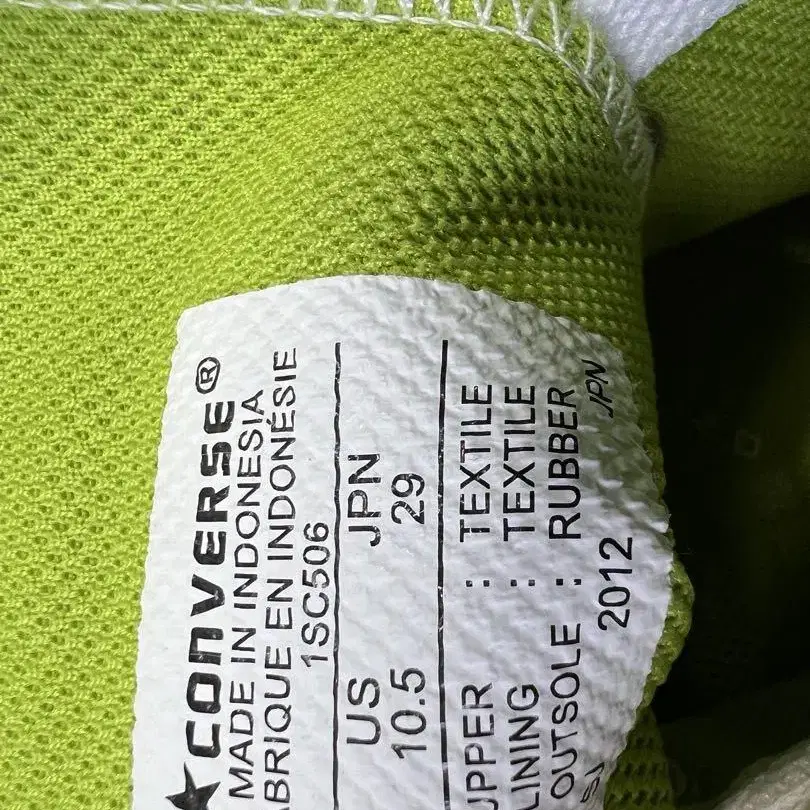 ★CONVERSE®
MADE IN INDONESIA
ABRIQUE EN INDONÉSIE
1SC506
US JPN
10.5 29
UPPER : TEXTILE
LINING : TEXTILE
OUTSOLE : RUBBER
2012 JPN